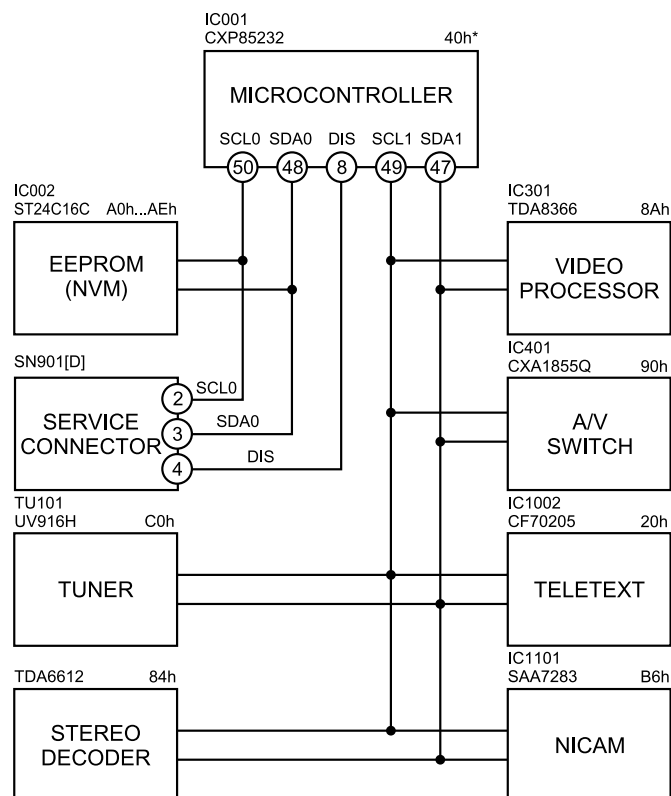 IC001
CXP85232 40h*
MICROCONTROLLER
SCL0 SDA0 DIS SCL1 SDA1
50 48 8 49 47
IC002
ST24C16C A0h...AEh
EEPROM
(NVM)
IC301
TDA8366 8Ah
VIDEO
PROCESSOR
SN901[D]
SERVICE
CONNECTOR
2 SCL0
3 SDA0
4 DIS
IC401
CXA1855Q 90h
A/V
SWITCH
TU101
UV916H C0h
TUNER
IC1002
CF70205 20h
TELETEXT
TDA6612 84h
STEREO
DECODER
IC1101
SAA7283 B6h
NICAM